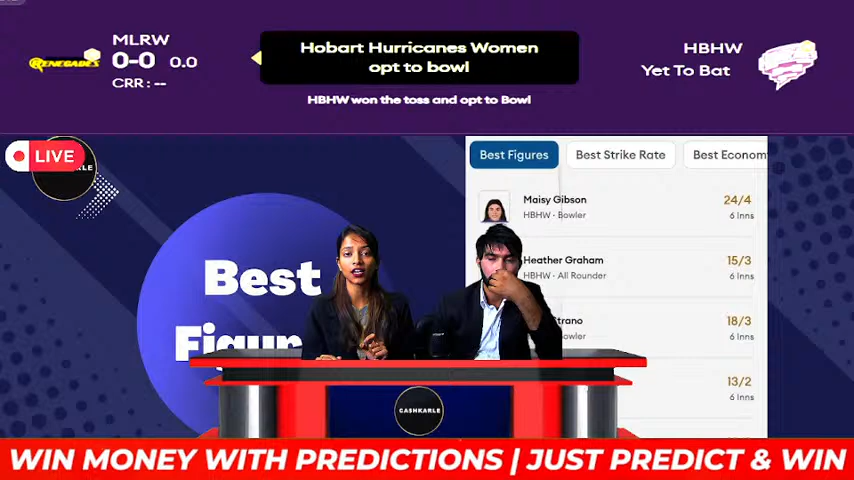 MLRW
RENEGADES
0-0 0.0
CRR : --
Hobart Hurricanes Women
opt to bowl
HBHW won the toss and opt to Bowl
HBHW
Yet To Bat
LIVE
Best Figures
Best Strike Rate
Best Econom
Maisy Gibson
24/4
HBHW · Bowler
6 Inns
Heather Graham
15/3
HBHW · All Rounder
6 Inns
Strano
18/3
owler
6 Inns
13/2
6 Inns
Best
Figur
CASHKARLE
WIN MONEY WITH PREDICTIONS | JUST PREDICT & WIN